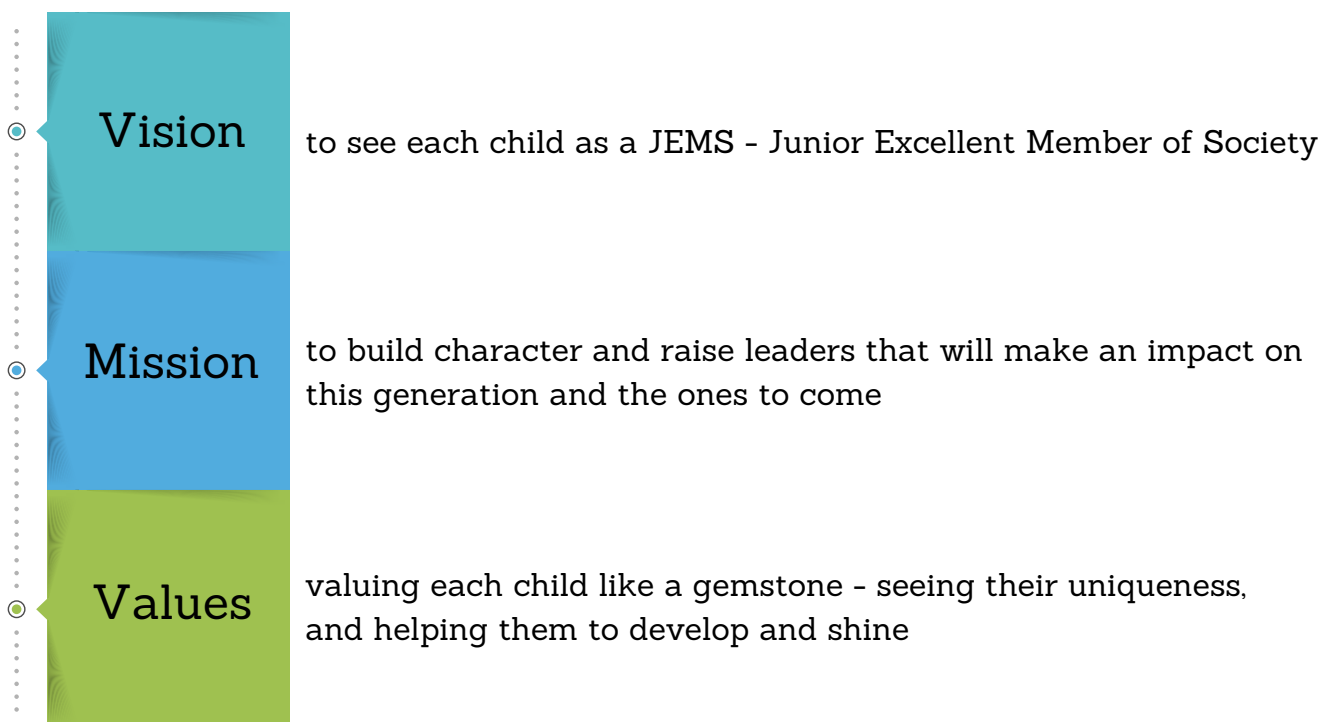 Vision
to see each child as a JEMS - Junior Excellent Member of Society
Mission
to build character and raise leaders that will make an impact on
this generation and the ones to come
Values
valuing each child like a gemstone - seeing their uniqueness,
and helping them to develop and shine